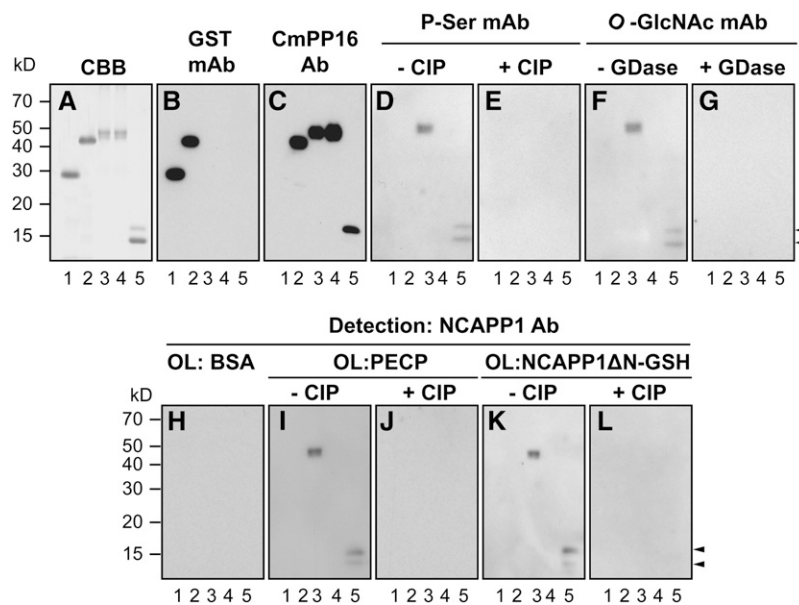 P-Ser mAb O -GlcNAc mAb
GST mAb
CmPP16 Ab
kD CBB - CIP + CIP - GDase + GDase
A B C D E F G
70
50
40
30
20
15
1 2 3 4 5 1 2 3 4 5 1 2 3 4 5 1 2 3 4 5 1 2 3 4 5 1 2 3 4 5 1 2 3 4 5
Detection: NCAPP1 Ab
OL: BSA OL:PECP OL:NCAPP1ΔN-GSH
kD - CIP + CIP - CIP + CIP
H I J K L
70
50
40
30
20
15
1 2 3 4 5 1 2 3 4 5 1 2 3 4 5 1 2 3 4 5 1 2 3 4 5